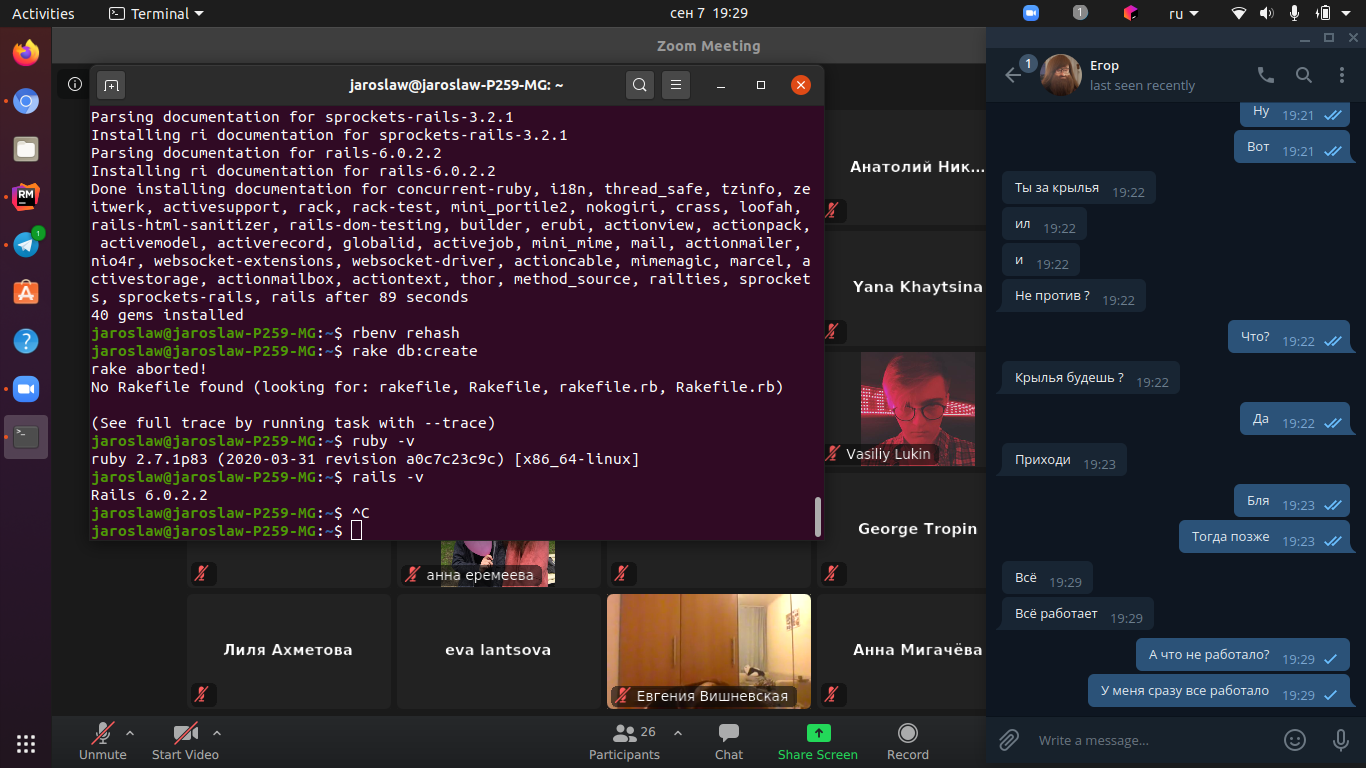 Activities
Terminal
сен 7 19:29
1
ru
Zoom Meeting
jaroslaw@jaroslaw-P259-MG: ~
Parsing documentation for sprockets-rails-3.2.1
Installing ri documentation for sprockets-rails-3.2.1
Parsing documentation for rails-6.0.2.2
Installing ri documentation for rails-6.0.2.2
Done installing documentation for concurrent-ruby, i18n, thread_safe, tzinfo, ze
itwerk, activesupport, rack, rack-test, mini_portile2, nokogiri, crass, loofah,
rails-html-sanitizer, rails-dom-testing, builder, erubi, actionview, actionpack,
activemodel, activerecord, globalid, activejob, mini_mime, mail, actionmailer,
nio4r, websocket-extensions, websocket-driver, actioncable, mimemagic, marcel, a
ctivestorage, actionmailbox, actiontext, thor, method_source, railties, sprocket
s, sprockets-rails, rails after 89 seconds
40 gems installed
jaroslaw@jaroslaw-P259-MG:~$ rbenv rehash
jaroslaw@jaroslaw-P259-MG:~$ rake db:create
rake aborted!
No Rakefile found (looking for: rakefile, Rakefile, rakefile.rb, Rakefile.rb)
(See full trace by running task with --trace)
jaroslaw@jaroslaw-P259-MG:~$ ruby -v
ruby 2.7.1p83 (2020-03-31 revision a0c7c23c9c) [x86_64-linux]
jaroslaw@jaroslaw-P259-MG:~$ rails -v
Rails 6.0.2.2
jaroslaw@jaroslaw-P259-MG:~$ ^C
jaroslaw@jaroslaw-P259-MG:~$
RM
1
Анатолий Ник...
Yana Khaytsina
Vasiliy Lukin
George Tropin
анна еремеева
Лиля Ахметова
eva lantsova
Евгения Вишневская
Анна Мигачёва
Unmute
Start Video
Participants
26
Chat
Share Screen
Record
1
Егор
last seen recently
Ну 19:21
Вот 19:21
Ты за крылья 19:22
ил 19:22
и 19:22
Не против ? 19:22
Что? 19:22
Крылья будешь ? 19:22
Да 19:22
Приходи 19:23
Бля 19:23
Тогда позже 19:23
Всё 19:29
Всё работает 19:29
А что не работало? 19:29
У меня сразу все работало 19:29
Write a message...